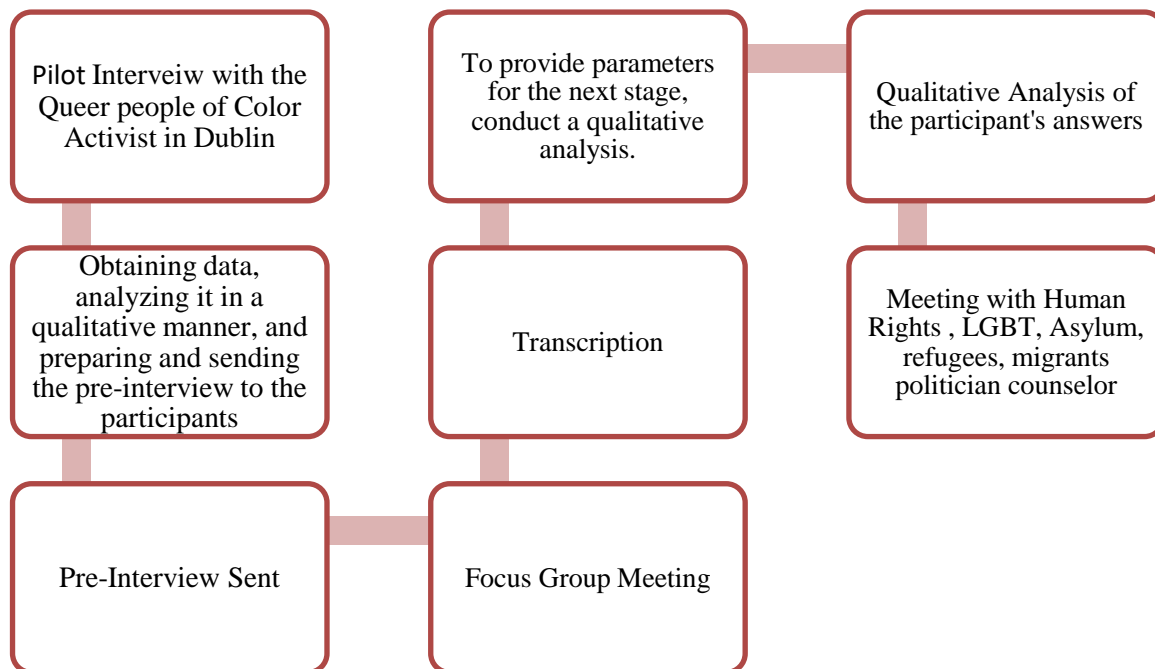 Pilot Interveiw with the
Queer people of Color
Activist in Dublin
Obtaining data,
analyzing it in a
qualitative manner, and
preparing and sending
the pre-interview to the
participants
Pre-Interview Sent
Focus Group Meeting
Transcription
To provide parameters
for the next stage,
conduct a qualitative
analysis.
Qualitative Analysis of
the participant's answers
Meeting with Human
Rights , LGBT, Asylum,
refugees, migrants
politician counselor